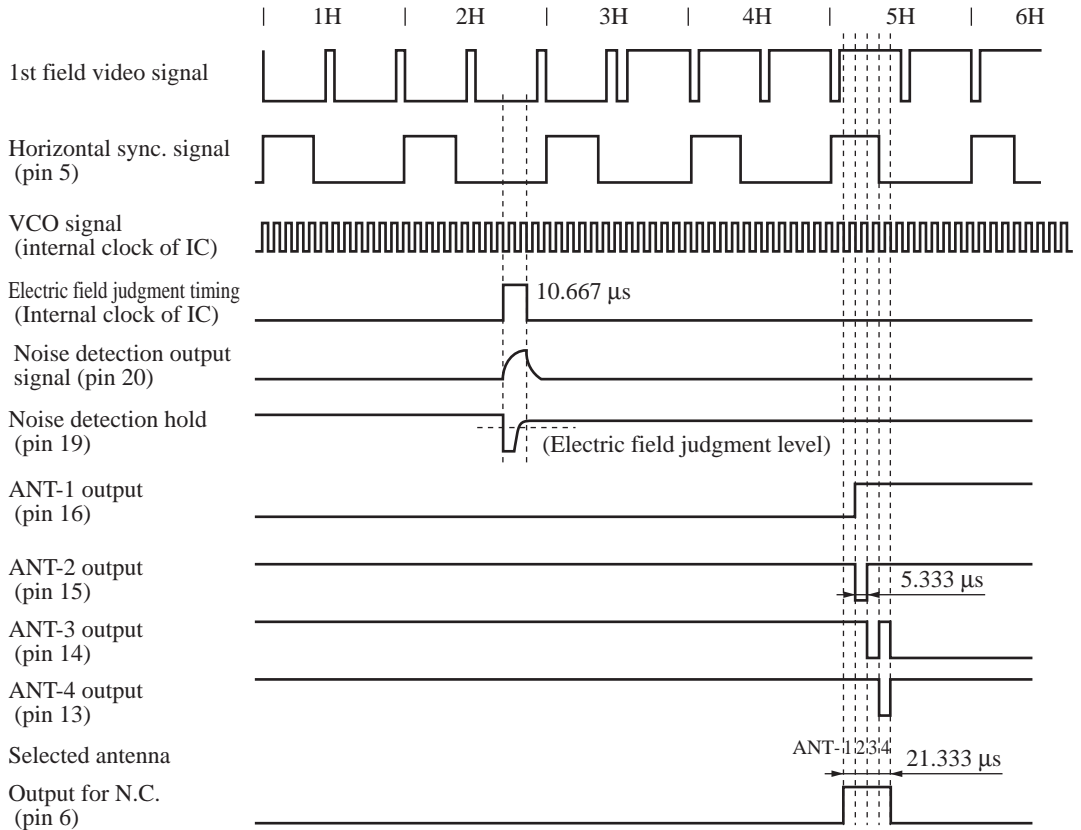 1H 2H 3H 4H 5H 6H
1st field video signal
Horizontal sync. signal
(pin 5)
VCO signal
(internal clock of IC)
Electric field judgment timing
(Internal clock of IC)
10.667 μs
Noise detection output
signal (pin 20)
Noise detection hold
(pin 19)
(Electric field judgment level)
ANT-1 output
(pin 16)
ANT-2 output
(pin 15)
5.333 μs
ANT-3 output
(pin 14)
ANT-4 output
(pin 13)
Selected antenna
ANT-1 2 3 4
21.333 μs
Output for N.C.
(pin 6)